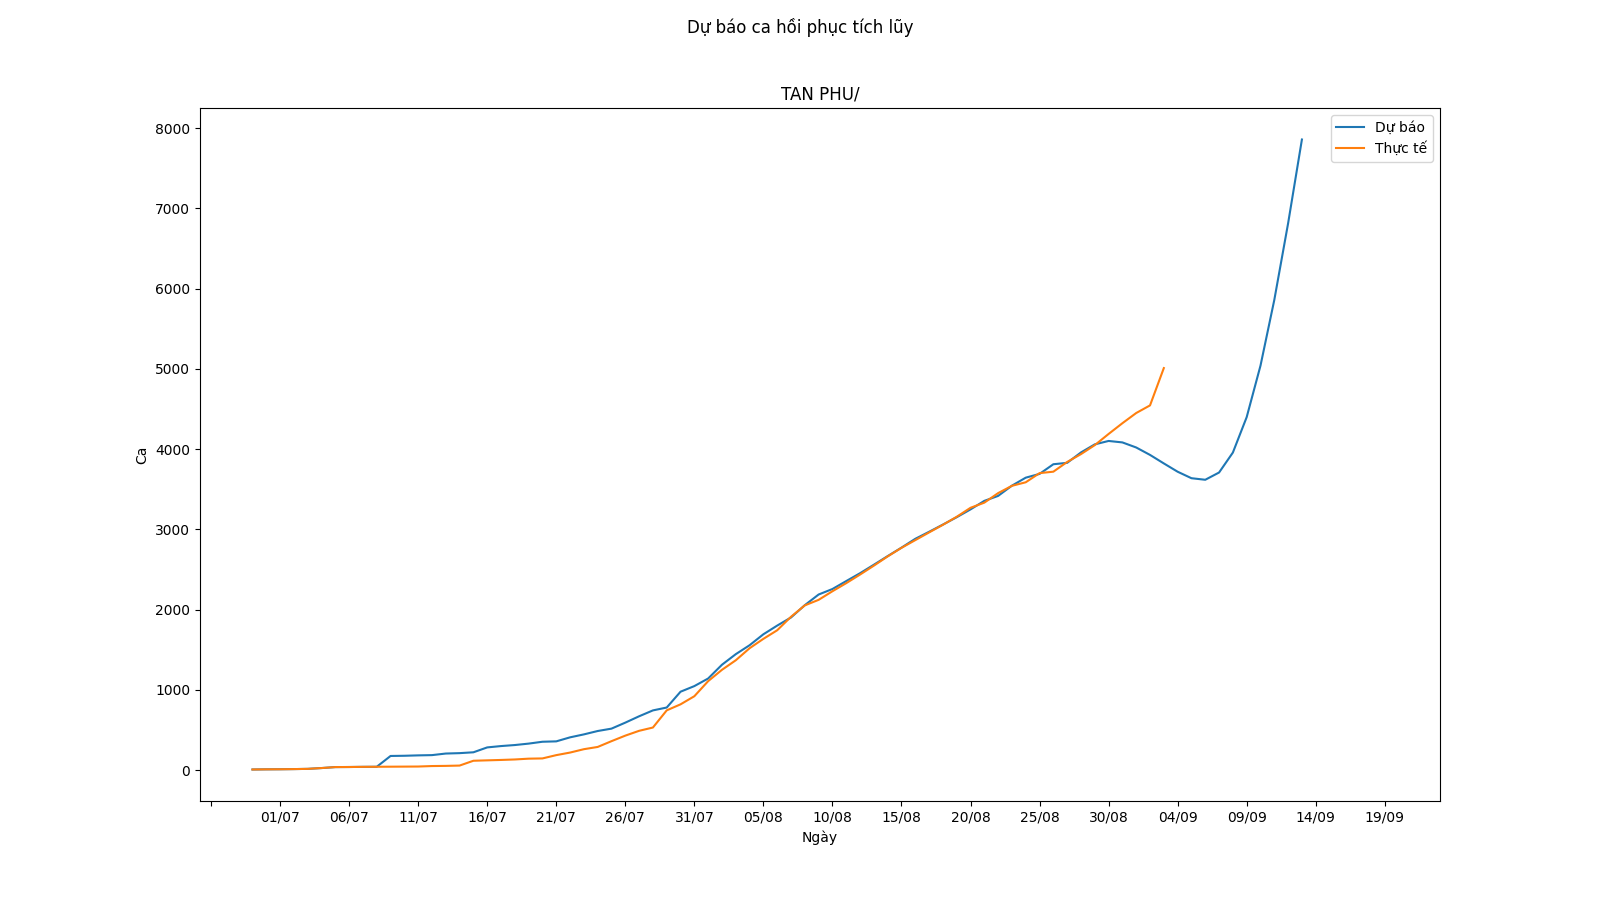 Dự báo ca hồi phục tích lũy
TAN PHU/
Dự báo
Thực tế
8000
7000
6000
5000
4000
3000
2000
1000
0
Ca
01/07 06/07 11/07 16/07 21/07 26/07 31/07 05/08 10/08 15/08 20/08 25/08 30/08 04/09 09/09 14/09 19/09
Ngày